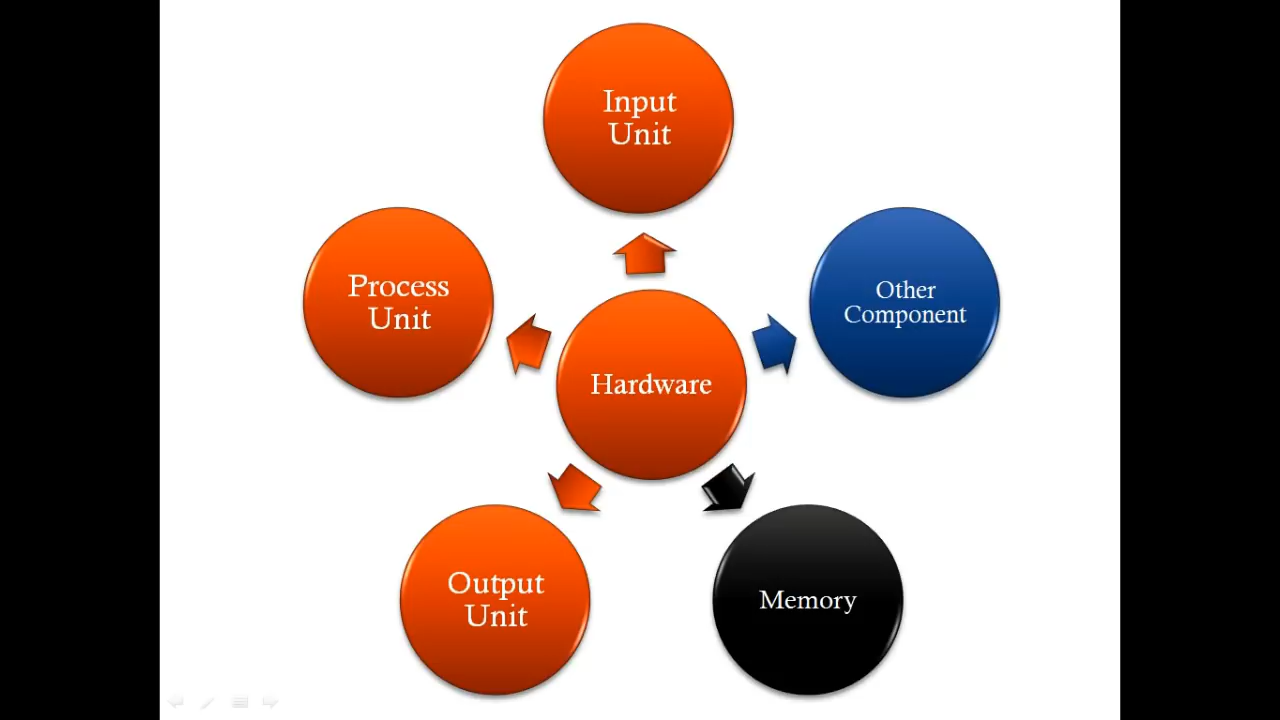 Input
Unit
Process
Unit
Other
Component
Hardware
Output
Unit
Memory